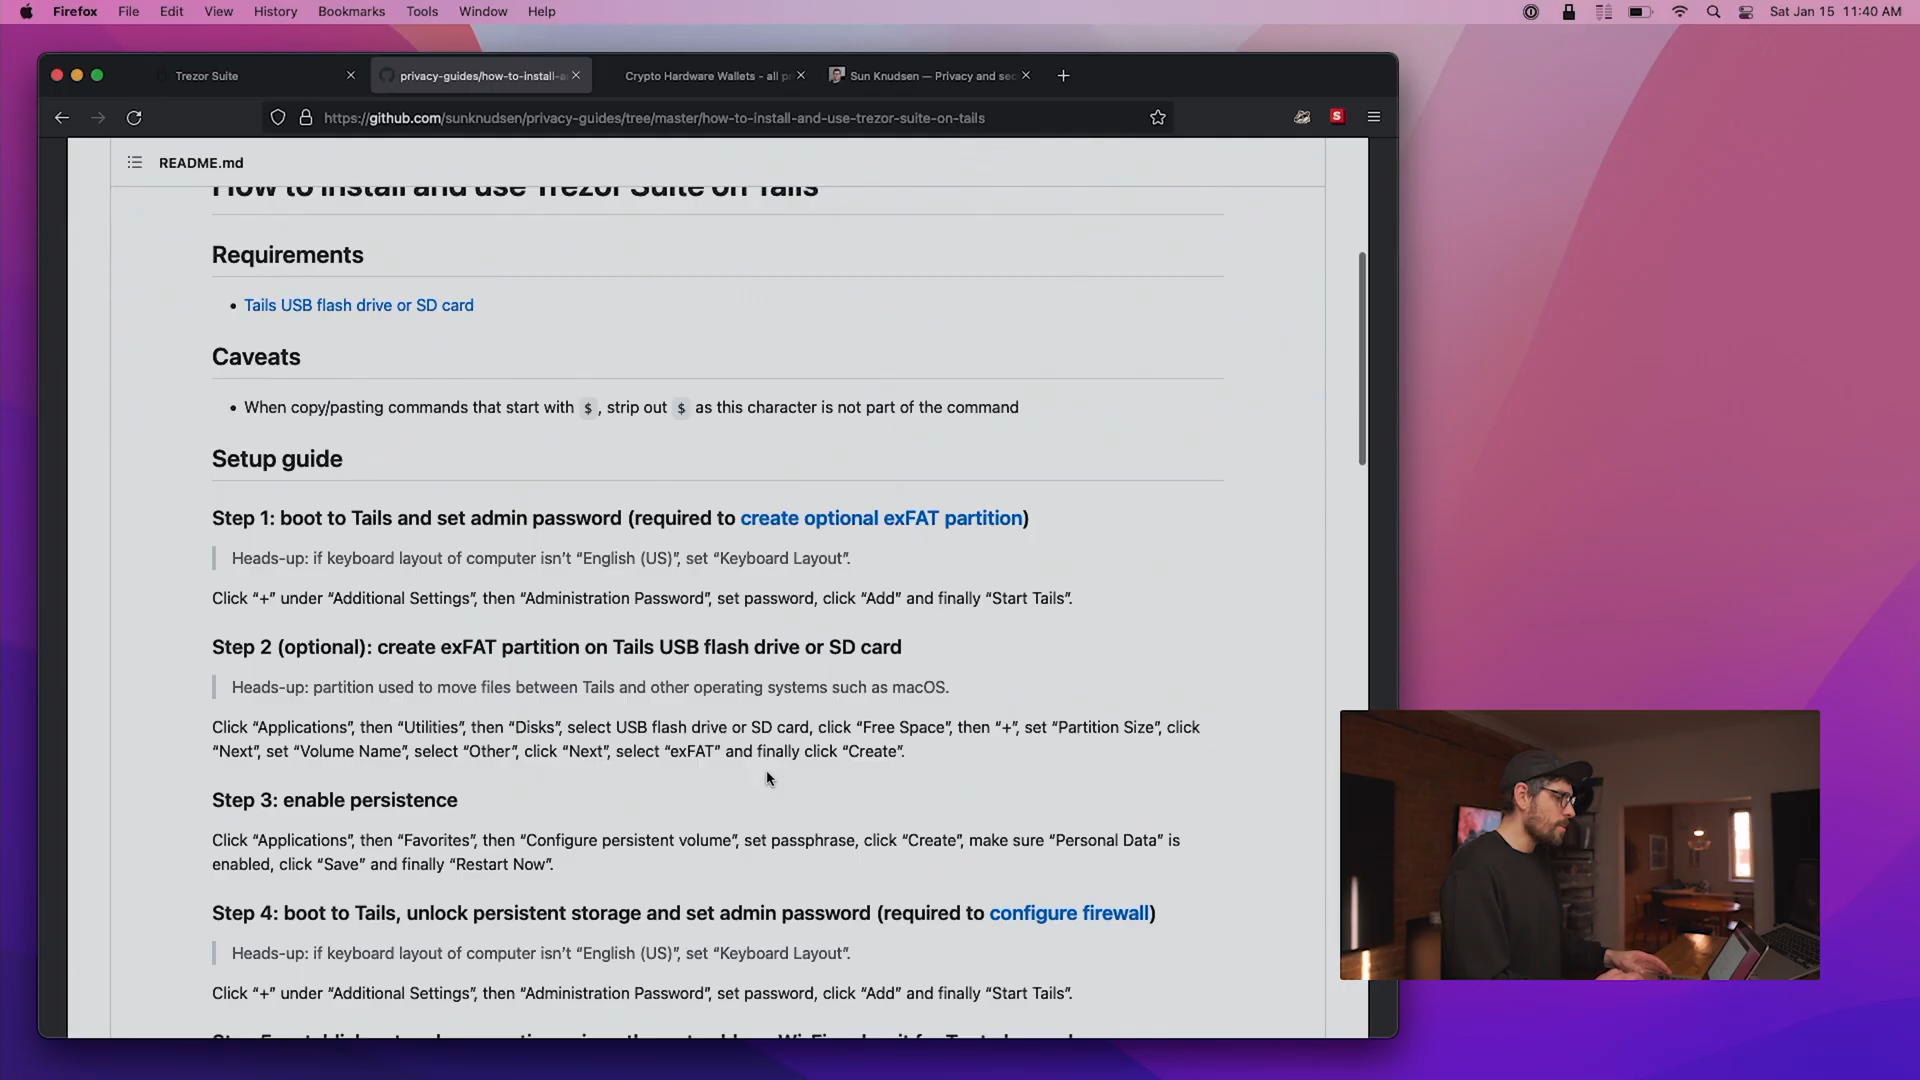 Firefox File Edit View History Bookmarks Tools Window Help Sat Jan 15 11:40 AM
Trezor Suite privacy-guides/how-to-install-a Crypto Hardware Wallets - all pr Sun Knudsen — Privacy and sec
https://github.com/sunknudsen/privacy-guides/tree/master/how-to-install-and-use-trezor-suite-on-tails
S
README.md
How to install and use Trezor Suite on Tails
Requirements
• Tails USB flash drive or SD card
Caveats
• When copy/pasting commands that start with $, strip out $ as this character is not part of the command
Setup guide
Step 1: boot to Tails and set admin password (required to create optional exFAT partition)
Heads-up: if keyboard layout of computer isn’t “English (US)”, set “Keyboard Layout”.
Click “+” under “Additional Settings”, then “Administration Password”, set password, click “Add” and finally “Start Tails”.
Step 2 (optional): create exFAT partition on Tails USB flash drive or SD card
Heads-up: partition used to move files between Tails and other operating systems such as macOS.
Click “Applications”, then “Utilities”, then “Disks”, select USB flash drive or SD card, click “Free Space”, then “+”, set “Partition Size”, click
“Next”, set “Volume Name”, select “Other”, click “Next”, select “exFAT” and finally click “Create”.
Step 3: enable persistence
Click “Applications”, then “Favorites”, then “Configure persistent volume”, set passphrase, click “Create”, make sure “Personal Data” is
enabled, click “Save” and finally “Restart Now”.
Step 4: boot to Tails, unlock persistent storage and set admin password (required to configure firewall)
Heads-up: if keyboard layout of computer isn’t “English (US)”, set “Keyboard Layout”.
Click “+” under “Additional Settings”, then “Administration Password”, set password, click “Add” and finally “Start Tails”.